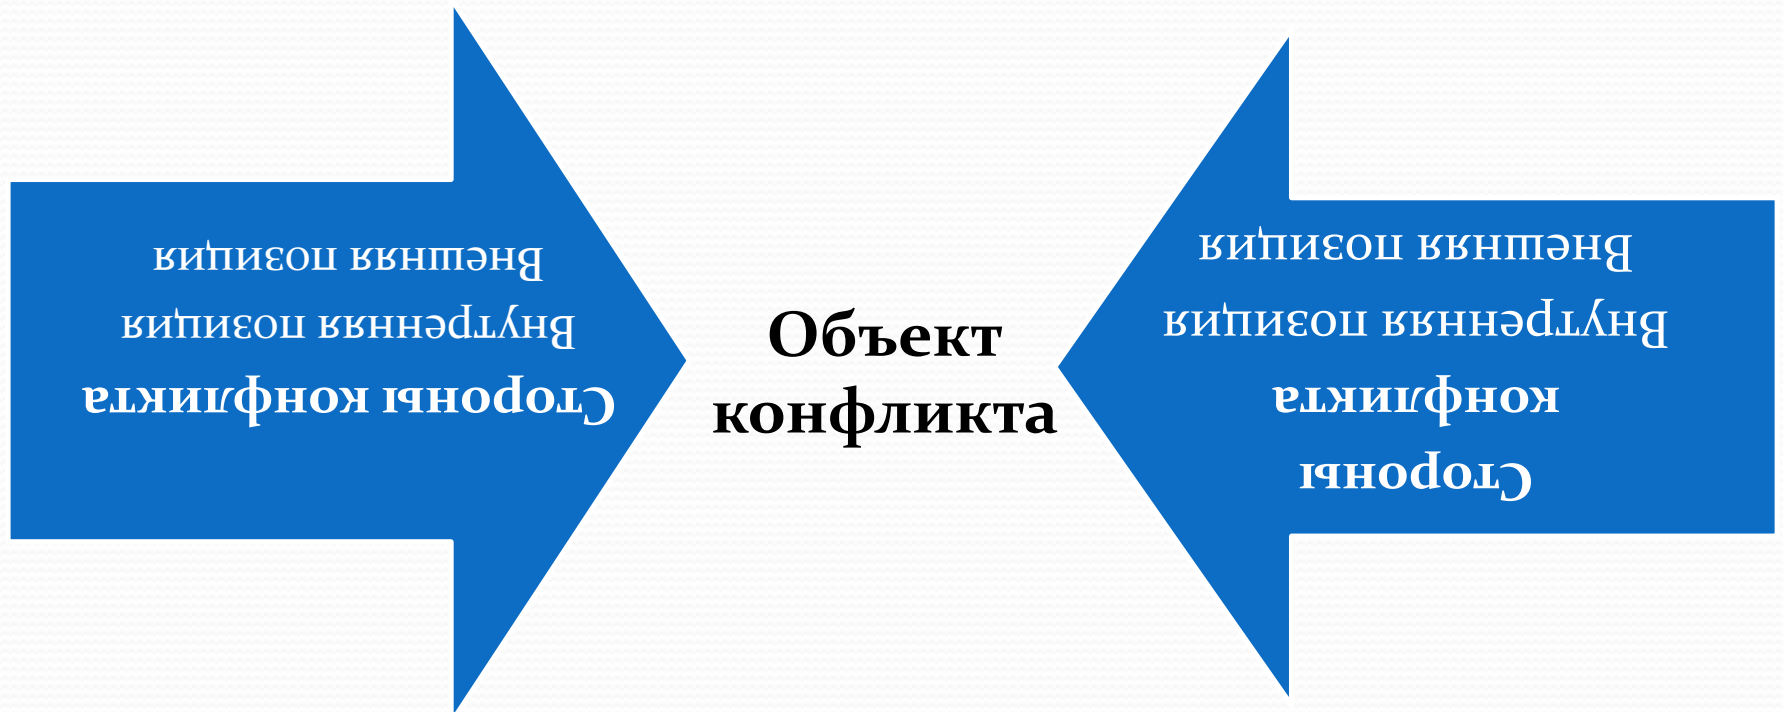 Стороны конфликта
Внутренняя позиция
Внешняя позиция
Объект
конфликта
Стороны
конфликта
Внутренняя позиция
Внешняя позиция